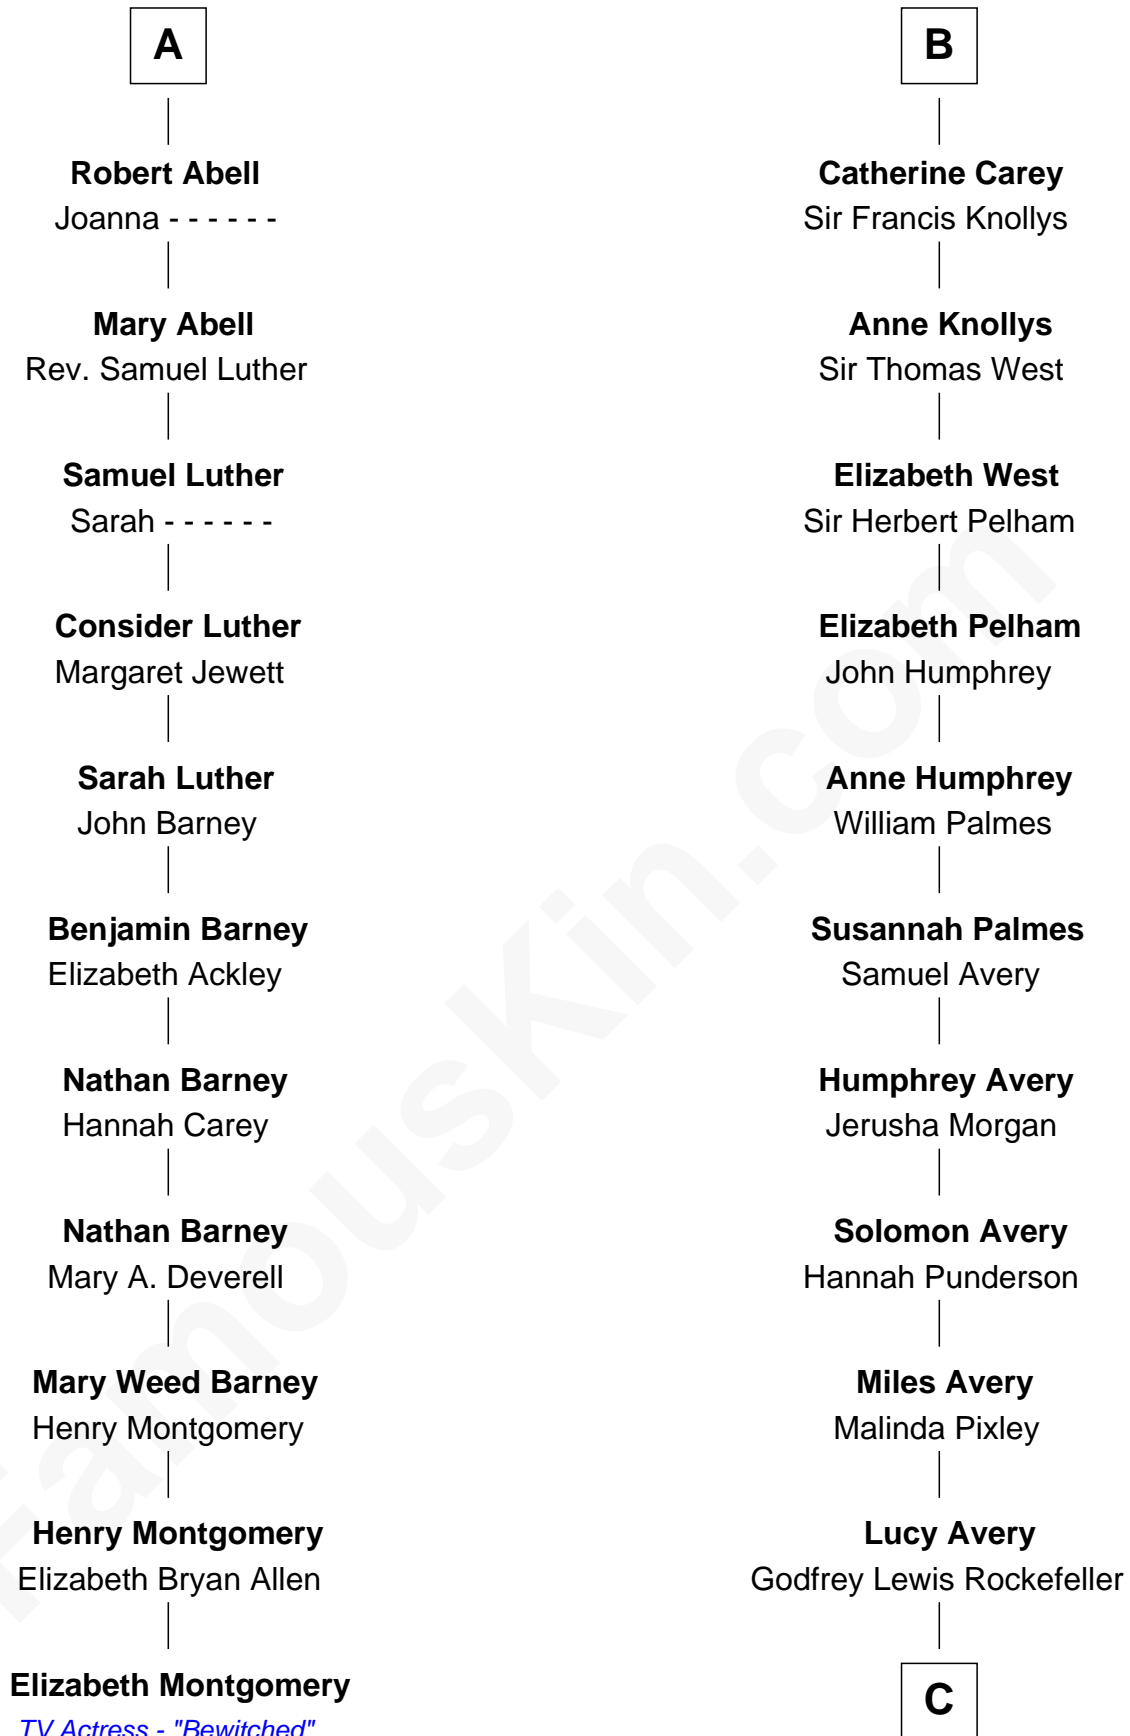 A
Robert Abell
Joanna - - - - - -
Mary Abell
Rev. Samuel Luther
Samuel Luther
Sarah - - - - - -
Consider Luther
Margaret Jewett
Sarah Luther
John Barney
Benjamin Barney
Elizabeth Ackley
Nathan Barney
Hannah Carey
Nathan Barney
Mary A. Deverell
Mary Weed Barney
Henry Montgomery
Henry Montgomery
Elizabeth Bryan Allen
Elizabeth Montgomery
TV Actress - "Bewitched"
B
Catherine Carey
Sir Francis Knollys
Anne Knollys
Sir Thomas West
Elizabeth West
Sir Herbert Pelham
Elizabeth Pelham
John Humphrey
Anne Humphrey
William Palmes
Susannah Palmes
Samuel Avery
Humphrey Avery
Jerusha Morgan
Solomon Avery
Hannah Punderson
Miles Avery
Malinda Pixley
Lucy Avery
Godfrey Lewis Rockefeller
C
FamousKin.com